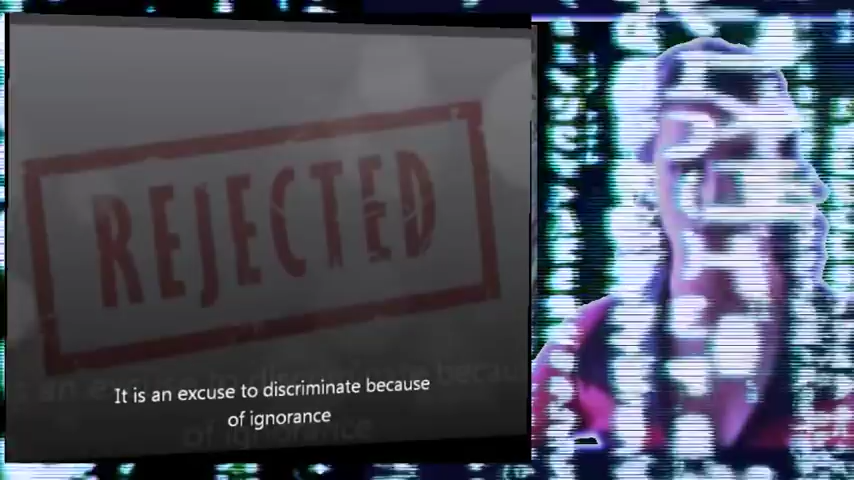 REJECTED
It is an excuse to discriminate because
of ignorance